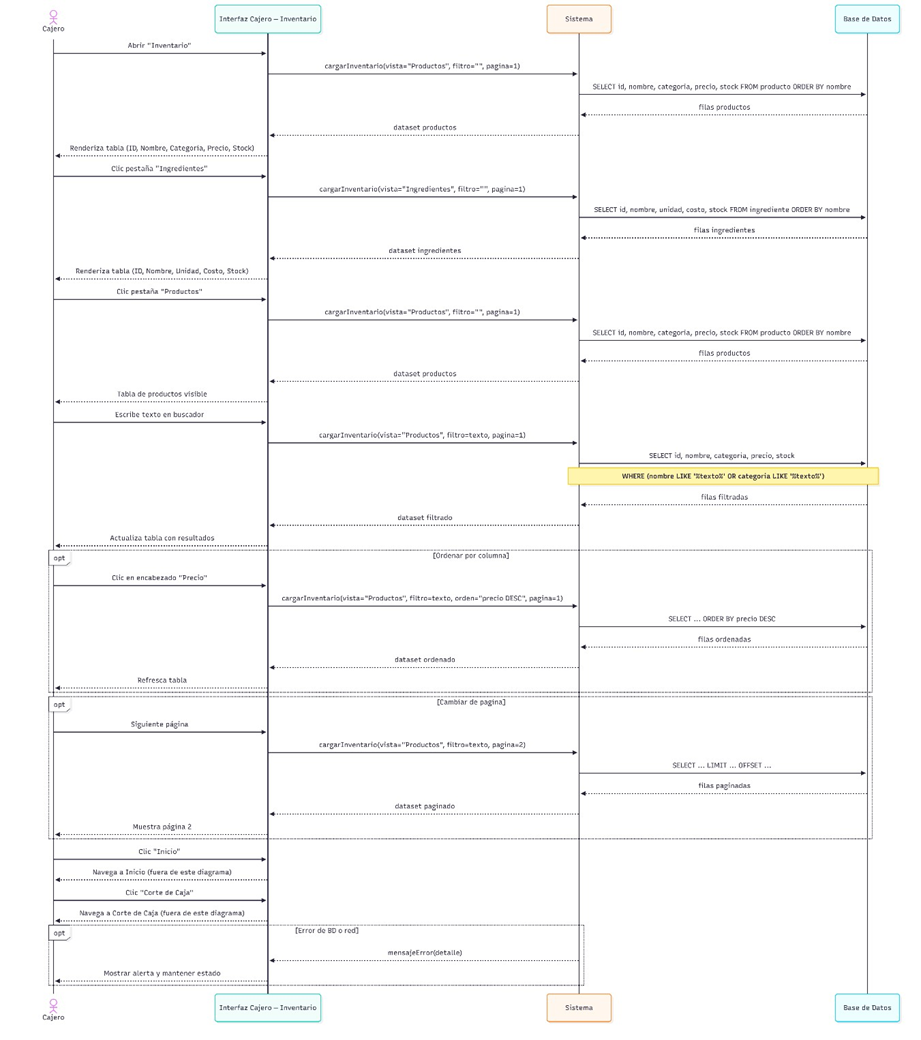 Cajero
Interfaz Cajero – Inventario
Sistema
Base de Datos
Abrir "Inventario"
cargarInventario(vista="Productos", filtro="", pagina=1)
SELECT id, nombre, categoria, precio, stock FROM producto ORDER BY nombre
filas productos
dataset productos
Renderiza tabla (ID, Nombre, Categoria, Precio, Stock)
Clic pestaña "Ingredientes"
cargarInventario(vista="Ingredientes", filtro="", pagina=1)
SELECT id, nombre, unidad, costo, stock FROM ingrediente ORDER BY nombre
filas ingredientes
dataset ingredientes
Renderiza tabla (ID, Nombre, Unidad, Costo, Stock)
Clic pestaña "Productos"
cargarInventario(vista="Productos", filtro="", pagina=1)
SELECT id, nombre, categoria, precio, stock FROM producto ORDER BY nombre
filas productos
dataset productos
Tabla de productos visible
Escribe texto en buscador
cargarInventario(vista="Productos", filtro=texto, pagina=1)
SELECT id, nombre, categoria, precio, stock
WHERE (nombre LIKE '%texto%' OR categoria LIKE '%texto%')
filas filtradas
dataset filtrado
Actualiza tabla con resultados
opt
[Ordenar por columna]
Clic en encabezado "Precio"
cargarInventario(vista="Productos", filtro=texto, orden="precio DESC", pagina=1)
SELECT ... ORDER BY precio DESC
filas ordenadas
dataset ordenado
Refresca tabla
opt
[Cambiar de pagina]
Siguiente página
cargarInventario(vista="Productos", filtro=texto, pagina=2)
SELECT ... LIMIT ... OFFSET ...
filas paginadas
dataset paginado
Muestra página 2
Clic "Inicio"
Navega a Inicio (fuera de este diagrama)
Clic "Corte de Caja"
Navega a Corte de Caja (fuera de este diagrama)
opt
[Error de BD o red]
mensajeError(detalle)
Mostrar alerta y mantener estado
Cajero
Interfaz Cajero – Inventario
Sistema
Base de Datos